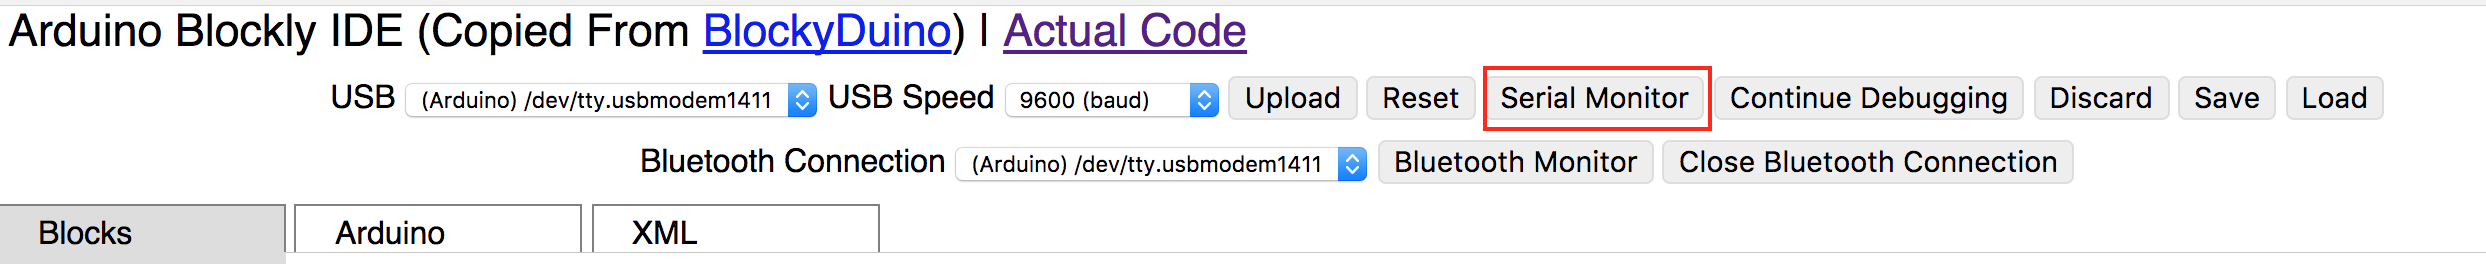 Arduino Blockly IDE (Copied From BlockyDuino) | Actual Code
USB (Arduino) /dev/tty.usbmodem1411 USB Speed 9600 (baud) Upload Reset Serial Monitor Continue Debugging Discard Save Load
Bluetooth Connection (Arduino) /dev/tty.usbmodem1411 Bluetooth Monitor Close Bluetooth Connection
Blocks Arduino XML